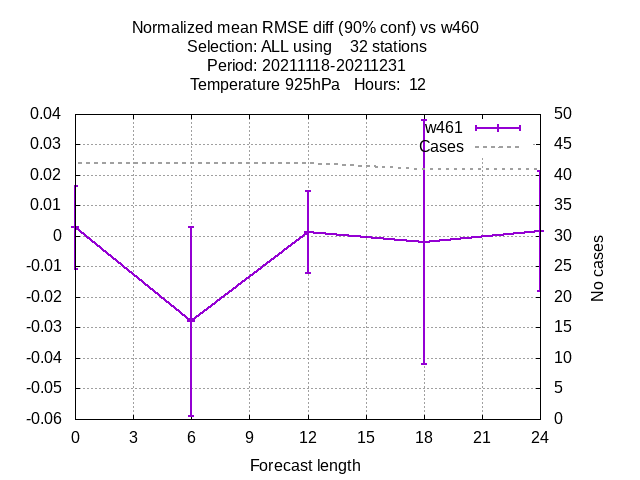 Normalized mean RMSE diff (90% conf) vs w460
Selection: ALL using    32 stations
Period: 20211118-20211231
Temperature 925hPa   Hours:  12
w461
Cases
0.04
0.03
0.02
0.01
0
-0.01
-0.02
-0.03
-0.04
-0.05
-0.06
50
45
40
35
30
25
20
15
10
5
0
No cases
0 3 6 9 12 15 18 21 24
Forecast length